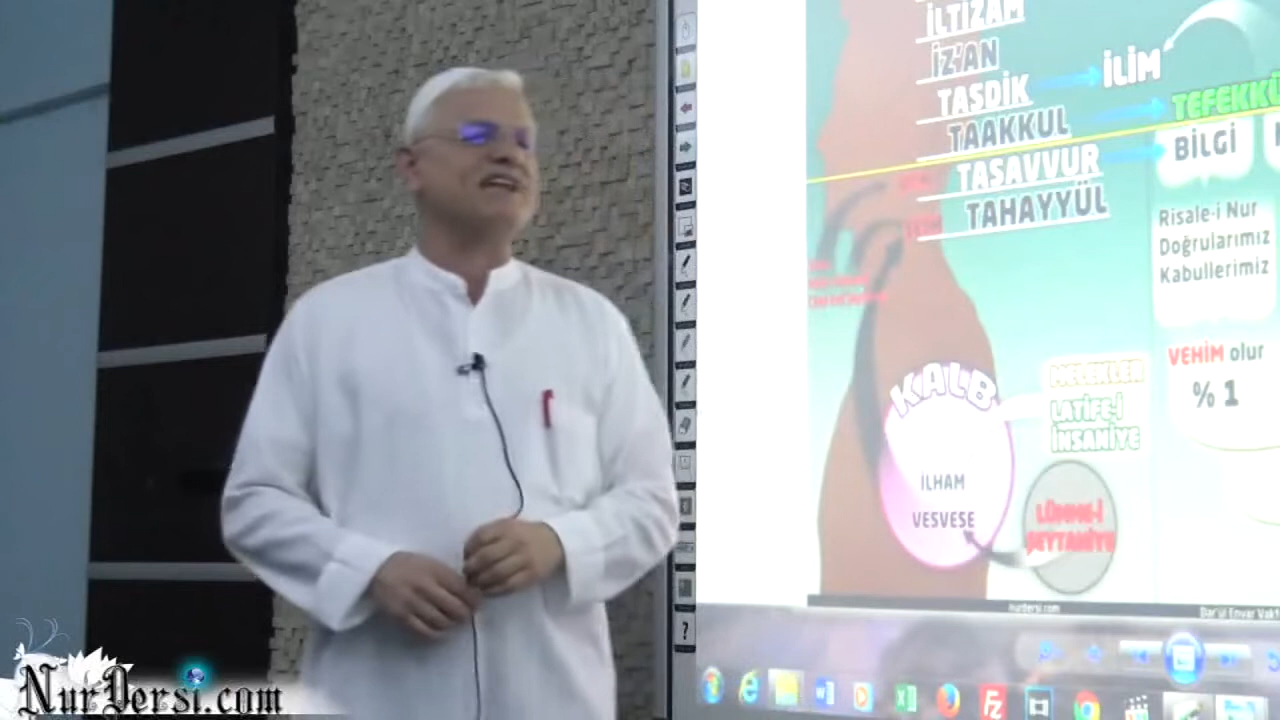 İLTİZAM
İZ'AN
TASDİK
İLİM
TAAKKUL
TASAVVUR
BİLGİ
TAHAYYÜL
Risale-i Nur
Doğrularımız
Kabullerimiz
VEHİM olur
% 1
KALB
MELEKLER
LATİFE-İ
İNSANİYE
İLHAM
VESVESE
LÜMME-İ
ŞEYTANİYE
nurdersi.com
?
NurDersi.com